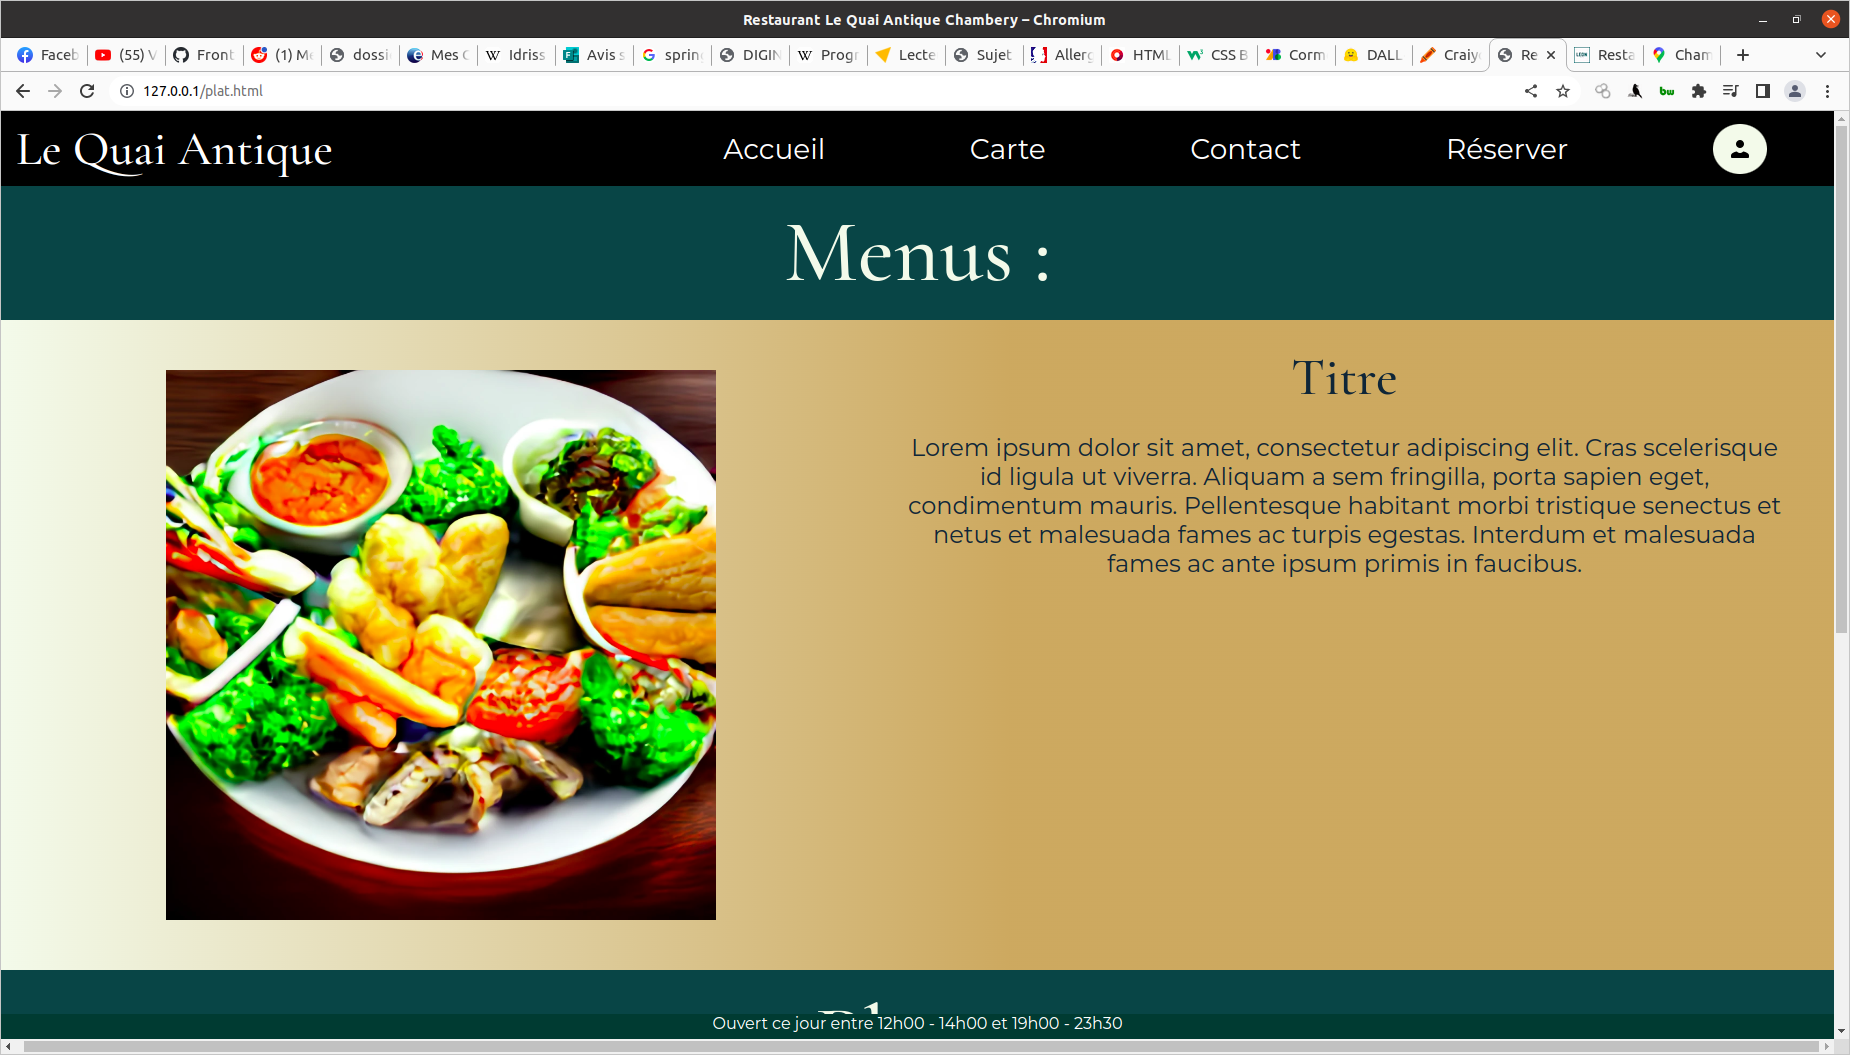 Restaurant Le Quai Antique Chambery – Chromium
Faceb (55) V Front (1) Me dossi Mes C Idriss Avis s spring DIGIN Progr Lecte Sujet Allerg HTML CSS B Corm DALL Craiy Re Resta Cham
127.0.0.1/plat.html
Le Quai Antique Accueil Carte Contact Réserver
Menus :
Titre
Lorem ipsum dolor sit amet, consectetur adipiscing elit. Cras scelerisque
id ligula ut viverra. Aliquam a sem fringilla, porta sapien eget,
condimentum mauris. Pellentesque habitant morbi tristique senectus et
netus et malesuada fames ac turpis egestas. Interdum et malesuada
fames ac ante ipsum primis in faucibus.
Ouvert ce jour entre 12h00 - 14h00 et 19h00 - 23h30